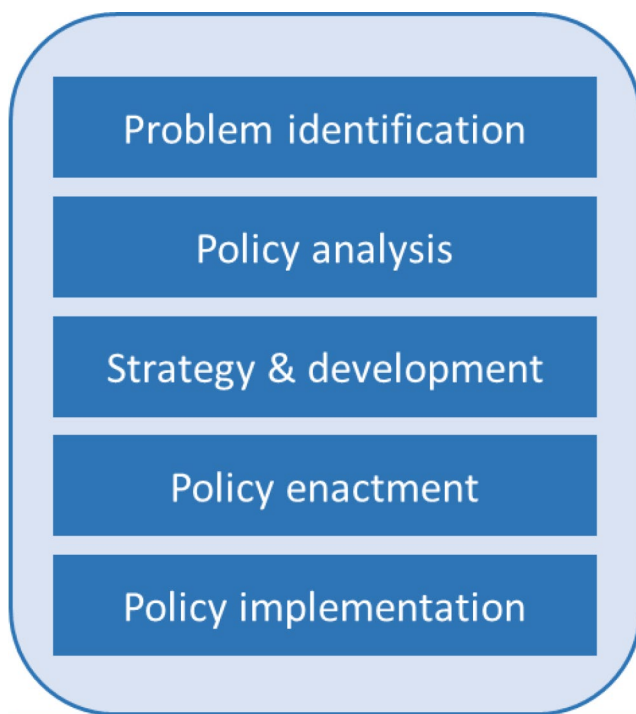 Problem identification
Policy analysis
Strategy & development
Policy enactment
Policy implementation